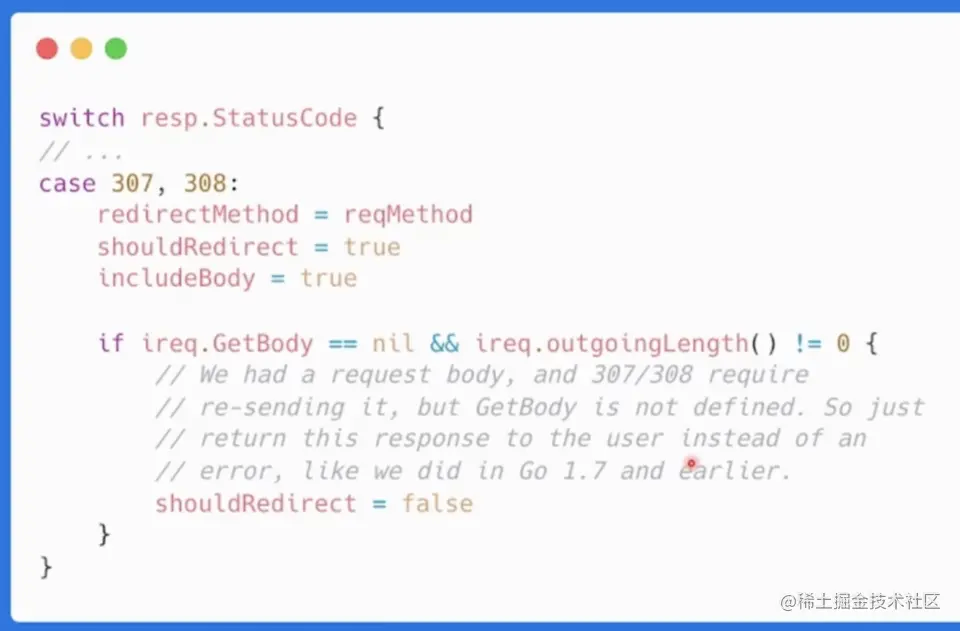 switch resp.StatusCode {
// ...
case 307, 308:
    redirectMethod = reqMethod
    shouldRedirect = true
    includeBody = true

    if ireq.GetBody == nil && ireq.outgoingLength() != 0 {
        // We had a request body, and 307/308 require
        // re-sending it, but GetBody is not defined. So just
        // return this response to the user instead of an
        // error, like we did in Go 1.7 and earlier.
        shouldRedirect = false
    }
}
@稀土掘金技术社区